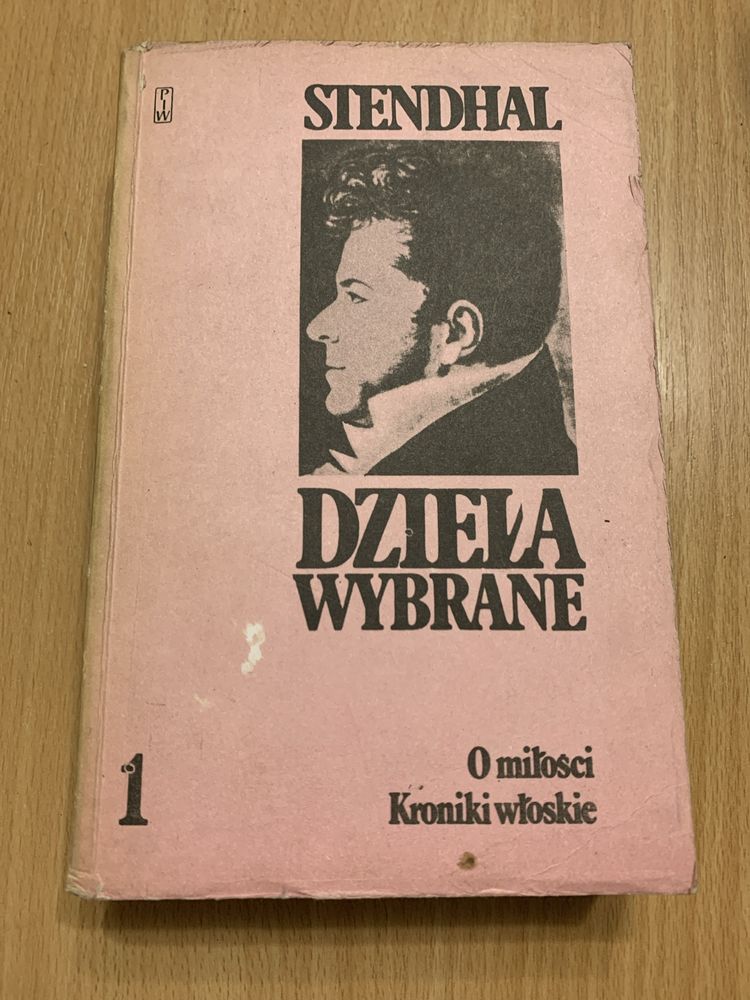 PIW
STENDHAL
DZIEŁA
WYBRANE
1
O miłości
Kroniki włoskie